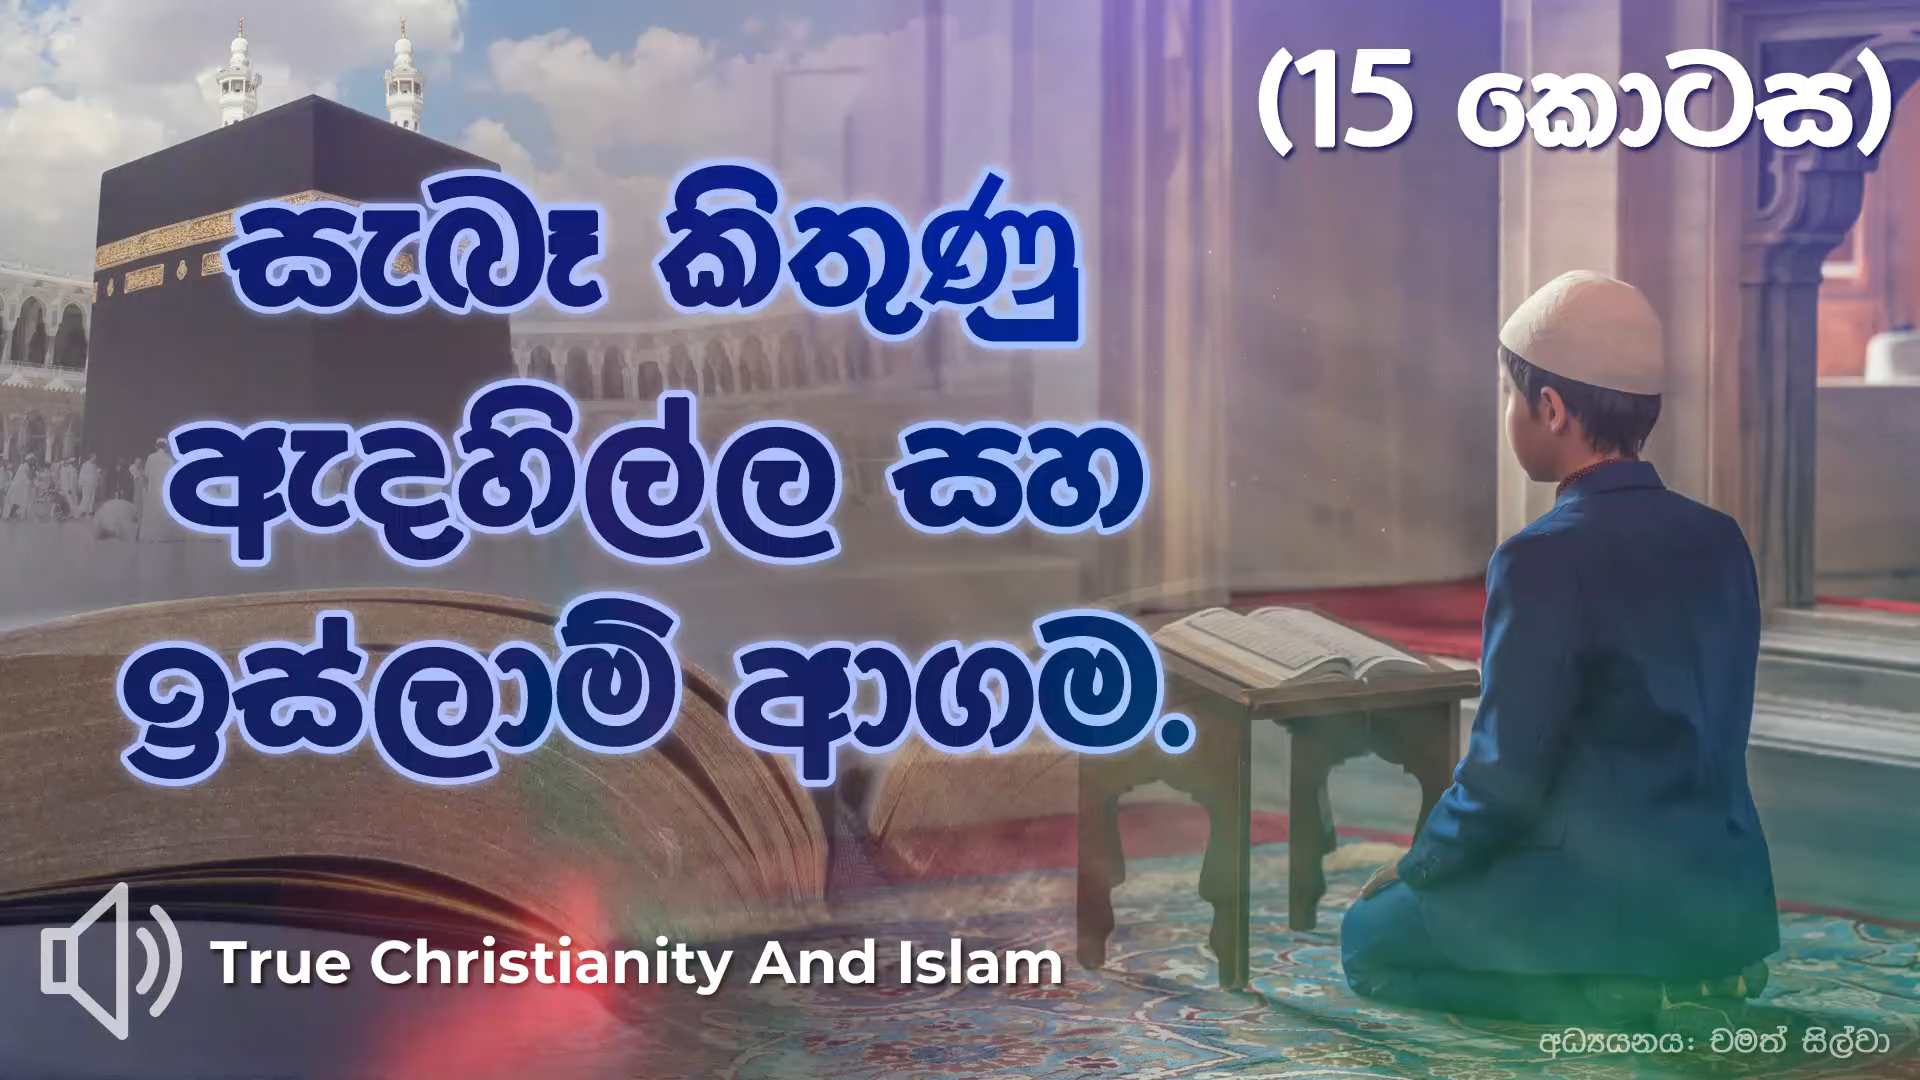 (15 කොටස)
සැබෑ කිතුණු
ඇදහිල්ල සහ
ඉස්ලාම් ආගම.
True Christianity And Islam
අධ්‍යයනය: චමත් සිල්වා